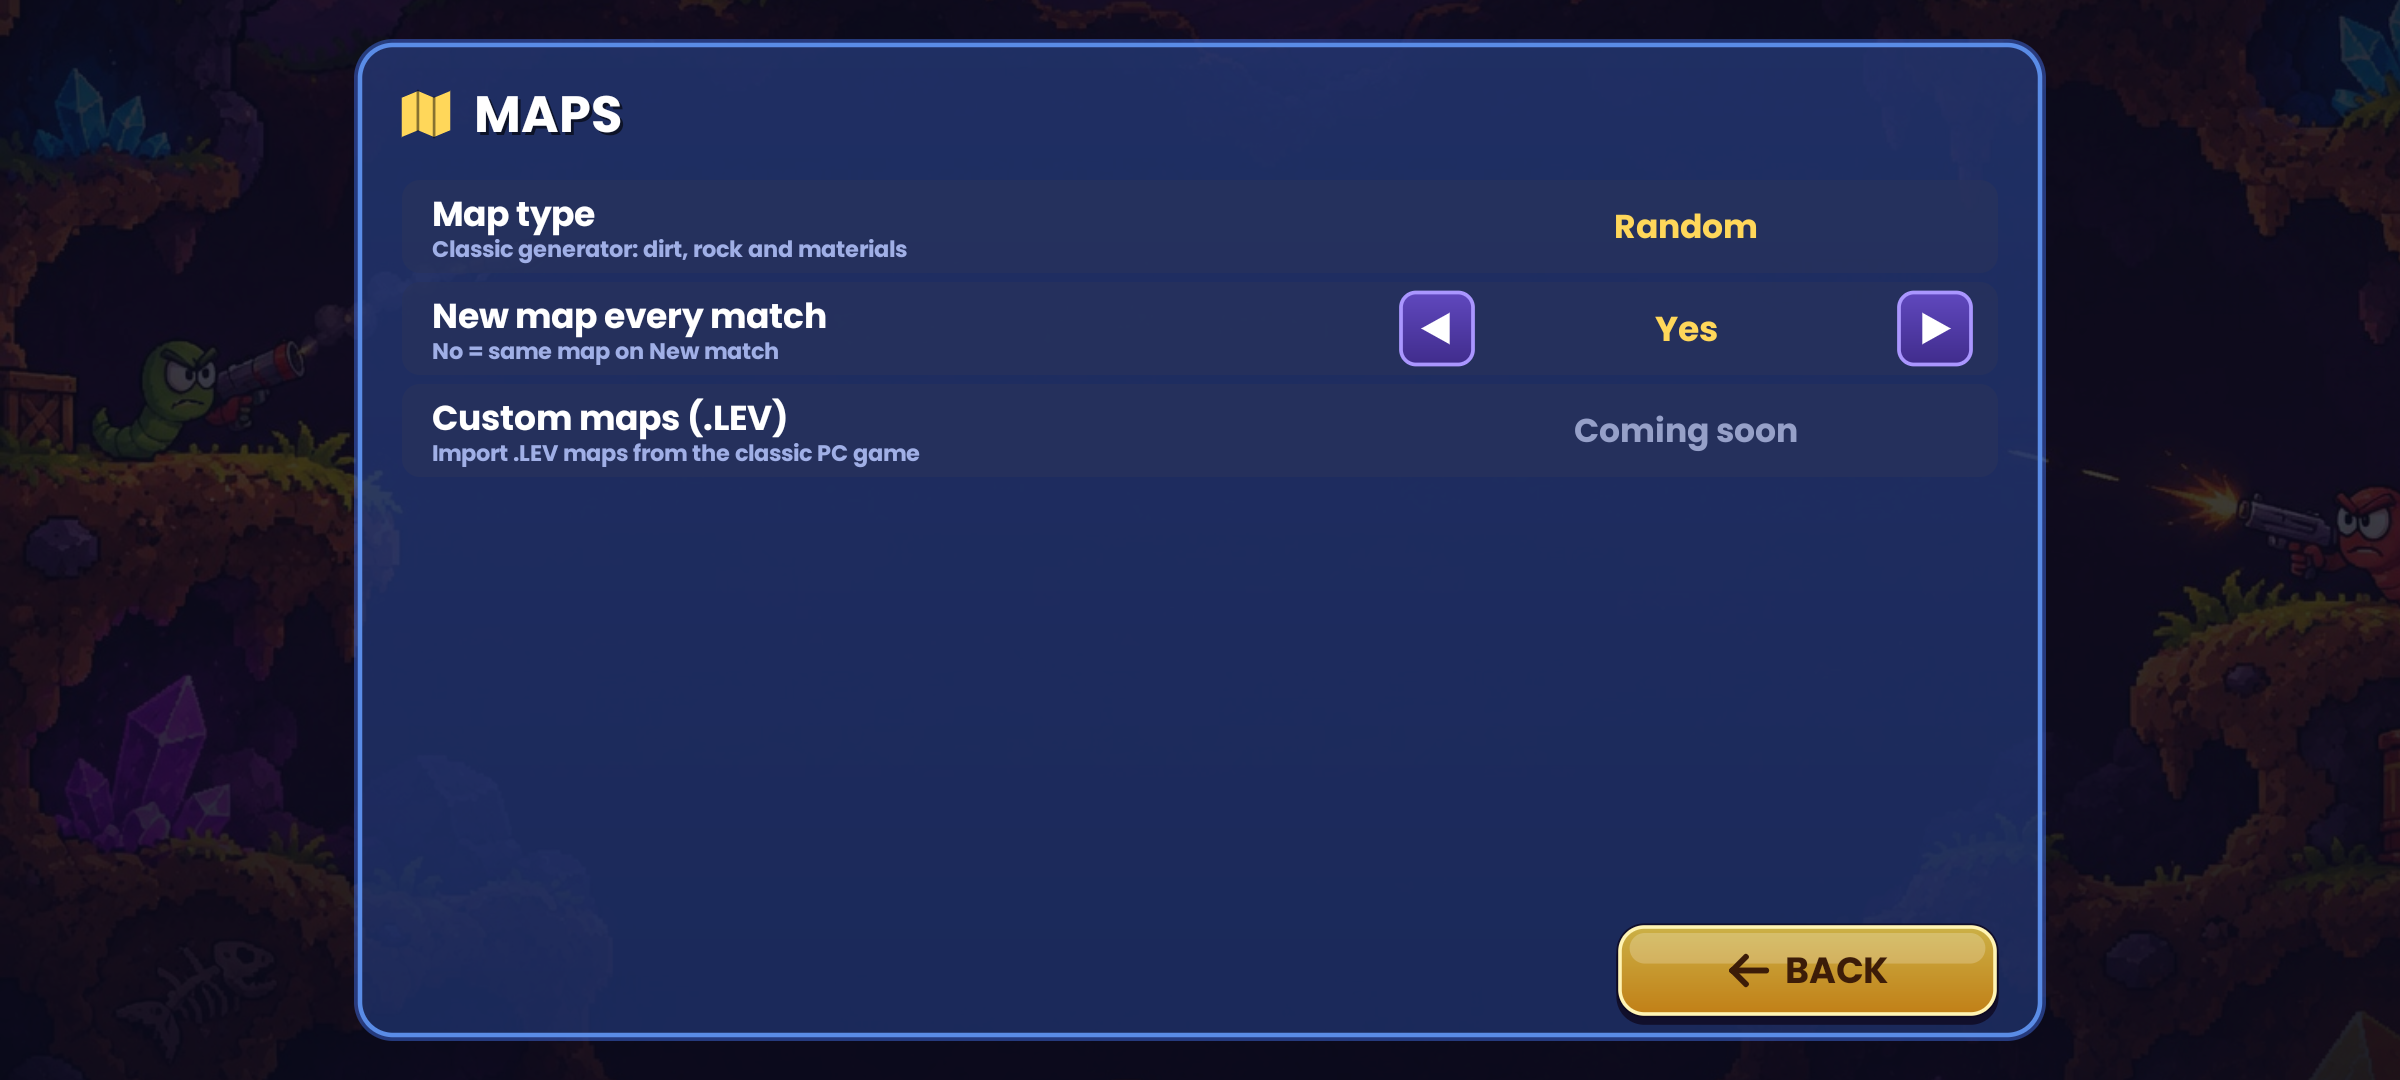 MAPS
Map type
Classic generator: dirt, rock and materials
Random
New map every match
No = same map on New match
Yes
Custom maps (.LEV)
Import .LEV maps from the classic PC game
Coming soon
BACK